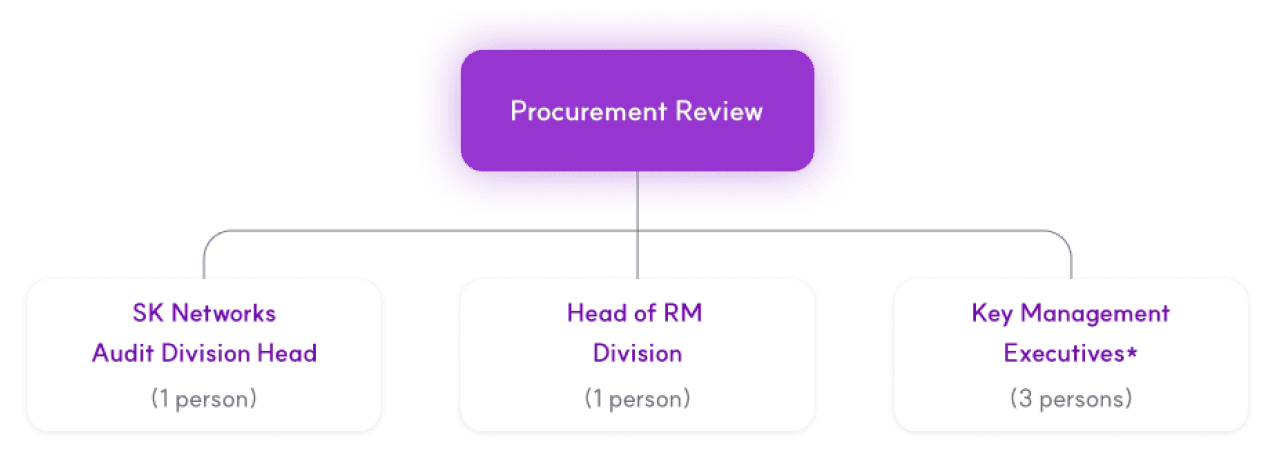 Procurement Review
SK Networks
Audit Division Head
(1 person)
Head of RM
Division
(1 person)
Key Management
Executives*
(3 persons)